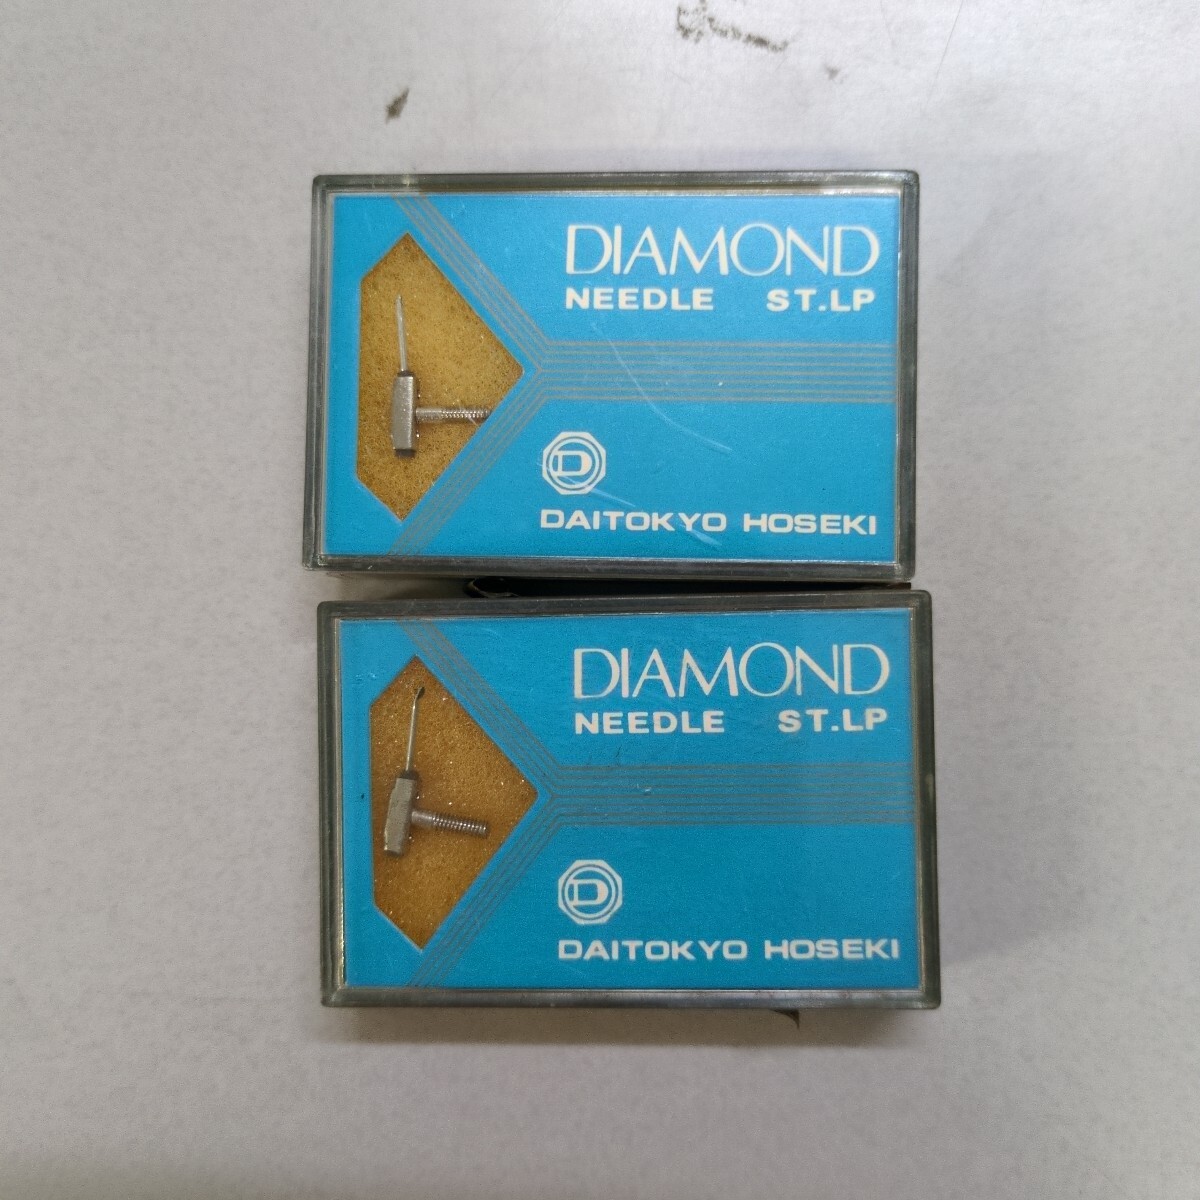 DIAMOND
NEEDLE ST.LP
D
DAITOKYO HOSEKI
DIAMOND
NEEDLE ST.LP
D
DAITOKYO HOSEKI